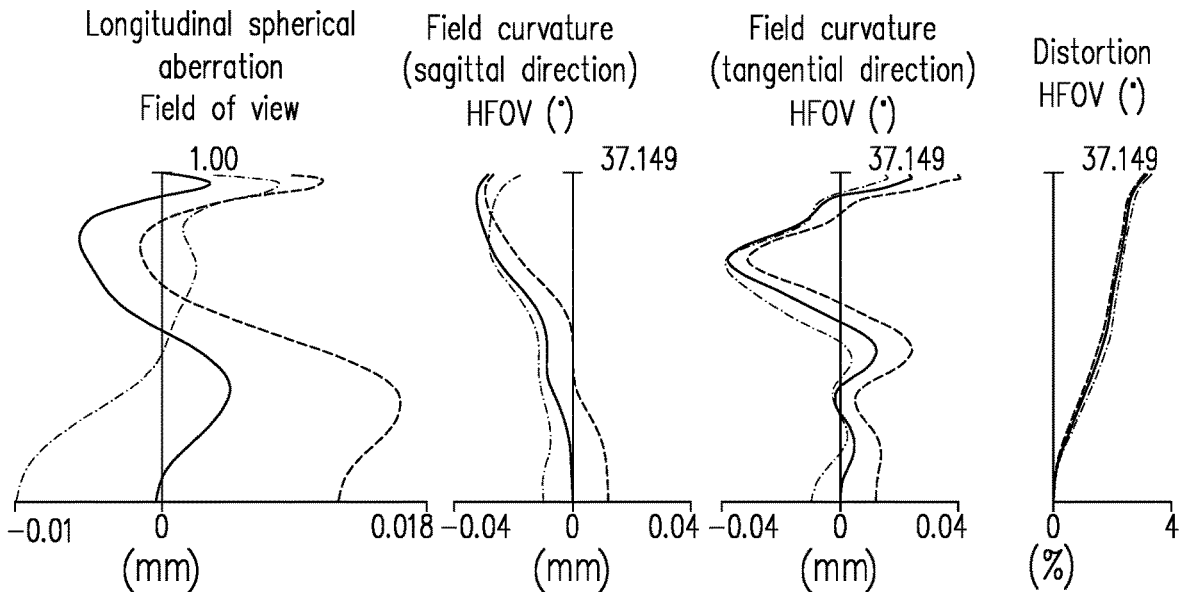 Longitudinal spherical
aberration
Field of view
1.00
-0.01
0
0.018
(mm)
Field curvature
(sagittal direction)
HFOV (°)
37.149
-0.04
0
0.04
(mm)
Field curvature
(tangential direction)
HFOV (°)
37.149
-0.04
0
0.04
(mm)
Distortion
HFOV (°)
37.149
0
4
(%)